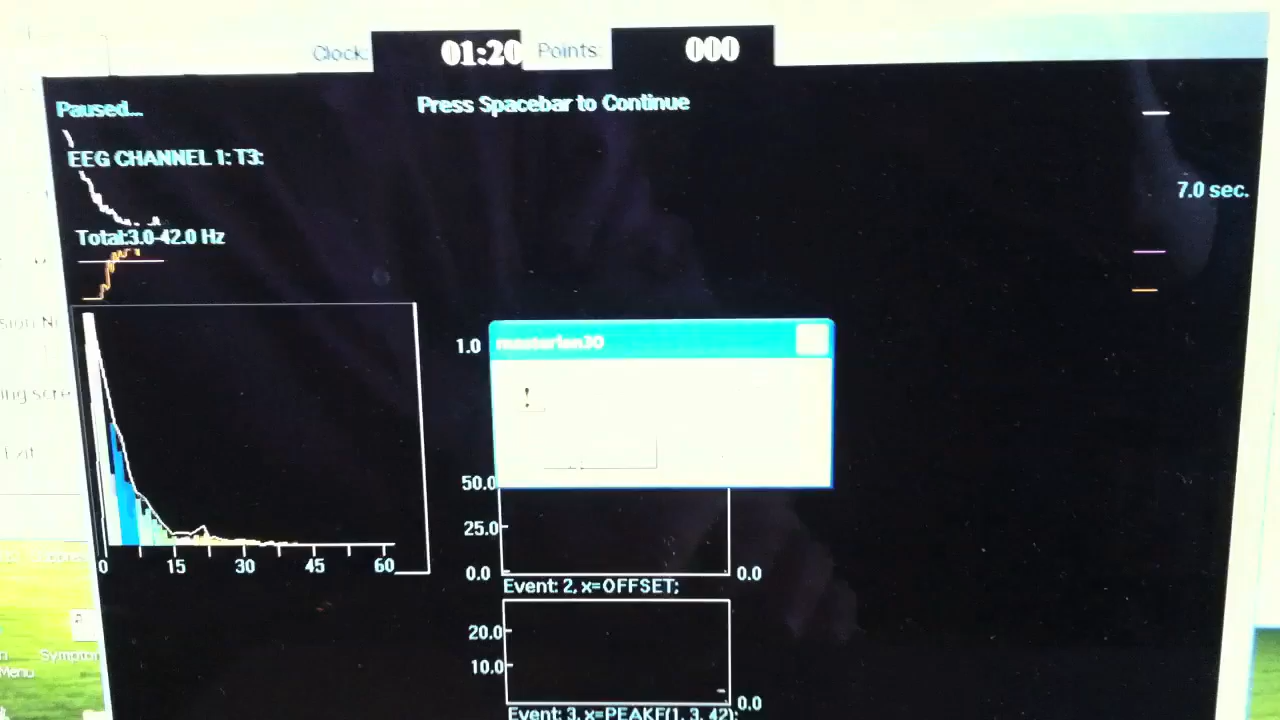 Clock: 01:20 Points: 000
Paused...
Press Spacebar to Continue
EEG CHANNEL 1: T3:
7.0 sec.
Total:3.0-42.0 Hz
1.0
!
50.0
25.0
0.0 0.0
0 15 30 45 60
Event: 2, x=OFFSET;
20.0
10.0
0.0
Event: 3, x=PEAKF(1, 3, 42);
Exit
Menu